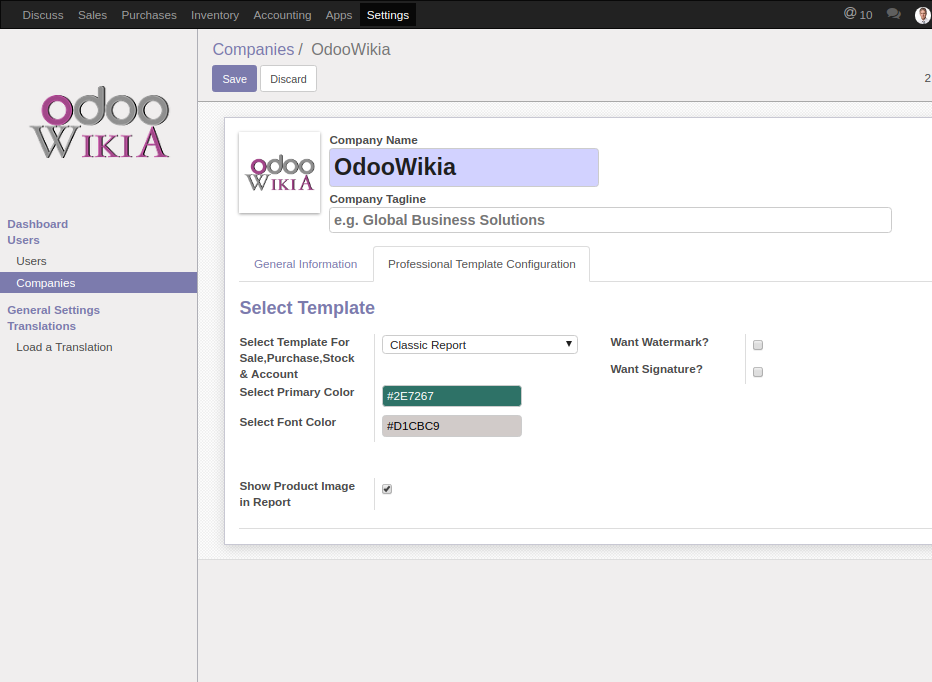 Discuss Sales Purchases Inventory Accounting Apps Settings @ 10
Companies / OdooWikia
Save Discard 2
odoo
WIKIA
Dashboard
Users
Users
Companies
General Settings
Translations
Load a Translation
odoo
WIKIA
Company Name
OdooWikia
Company Tagline
e.g. Global Business Solutions
General Information Professional Template Configuration
Select Template
Select Template For
Sale,Purchase,Stock
& Account
Classic Report
Select Primary Color
#2E7267
Select Font Color
#D1CBC9
Want Watermark?
Want Signature?
Show Product Image
in Report